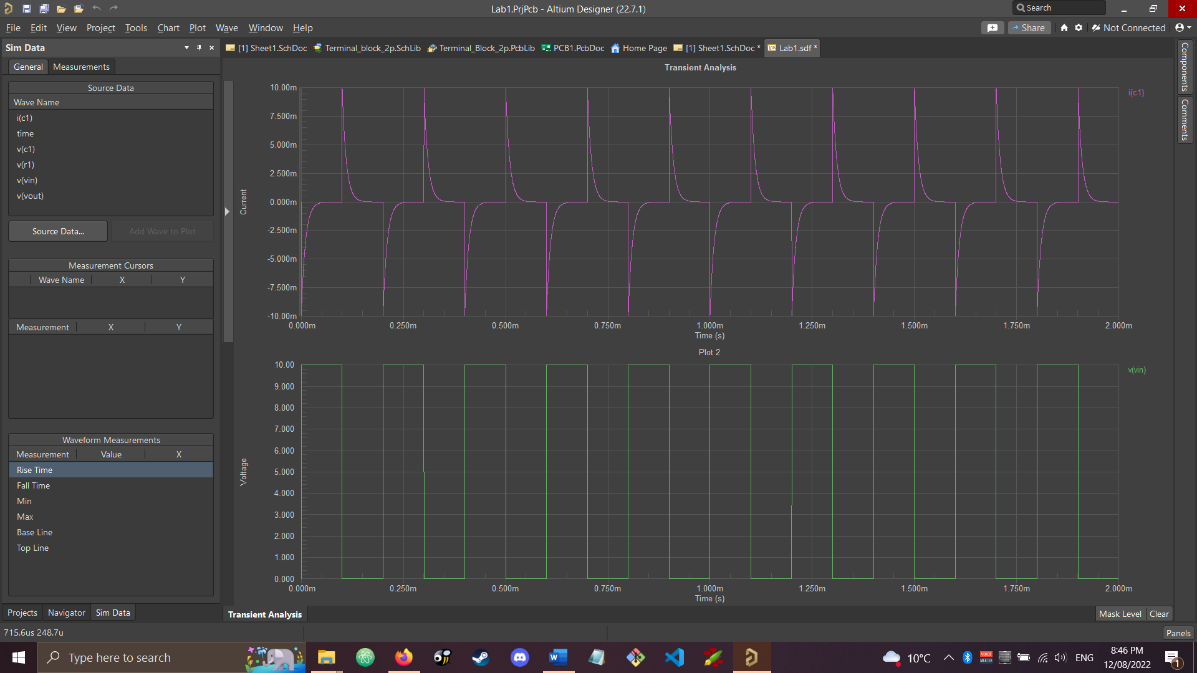 Lab1.PrjPcb - Altium Designer (22.7.1)
Search
File Edit View Project Tools Chart Plot Wave Window Help
Share
Not Connected
Sim Data
[1] Sheet1.SchDoc Terminal_block_2p.SchLib Terminal_Block_2p.PcbLib PCB1.PcbDoc Home Page [1] Sheet1.SchDoc * Lab1.sdf *
General Measurements
Source Data
Wave Name
i(c1)
time
v(c1)
v(r1)
v(vin)
v(vout)
Source Data... Add Wave to Plot
Measurement Cursors
Wave Name X Y
Measurement X Y
Waveform Measurements
Measurement Value X
Rise Time
Fall Time
Min
Max
Base Line
Top Line
Transient Analysis
i(c1)
Current
10.00m
7.500m
5.000m
2.500m
0.000m
-2.500m
-5.000m
-7.500m
-10.00m
0.000m 0.250m 0.500m 0.750m 1.000m 1.250m 1.500m 1.750m 2.000m
Time (s)
Plot 2
v(vin)
Voltage
10.00
9.000
8.000
7.000
6.000
5.000
4.000
3.000
2.000
1.000
0.000
0.000m 0.250m 0.500m 0.750m 1.000m 1.250m 1.500m 1.750m 2.000m
Time (s)
Components
Comments
Projects Navigator Sim Data
Transient Analysis
Mask Level Clear
715.6us 248.7u
Panels
Type here to search
10°C
ENG
8:46 PM
12/08/2022
1